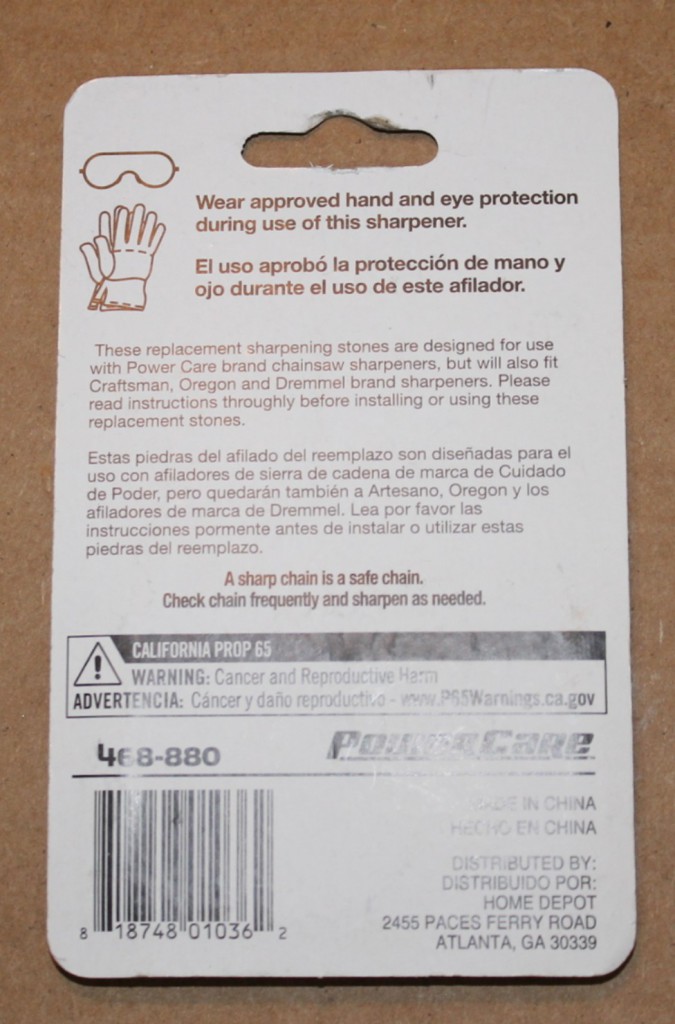 Wear approved hand and eye protection
during use of this sharpener.
El uso aprobó la protección de mano y
ojo durante el uso de este afilador.
These replacement sharpening stones are designed for use
with Power Care brand chainsaw sharpeners, but will also fit
Craftsman, Oregon and Dremmel brand sharpeners. Please
read instructions throughly before installing or using these
replacement stones.
Estas piedras del afilado del reemplazo son diseñadas para el
uso con afiladores de sierra de cadena de marca de Cuidado
de Poder, pero quedarán también a Artesano, Oregon y los
afiladores de marca de Dremmel. Lea por favor las
instrucciones pormente antes de instalar o utilizar estas
piedras del reemplazo.
A sharp chain is a safe chain.
Check chain frequently and sharpen as needed.
CALIFORNIA PROP 65
WARNING: Cancer and Reproductive Harm
ADVERTENCIA: Cáncer y daño reproductivo - www.P65Warnings.ca.gov
468-880
PowerCare
MADE IN CHINA
HECHO EN CHINA
DISTRIBUTED BY:
DISTRIBUIDO POR:
HOME DEPOT
2455 PACES FERRY ROAD
ATLANTA, GA 30339
8 18748 01036 2